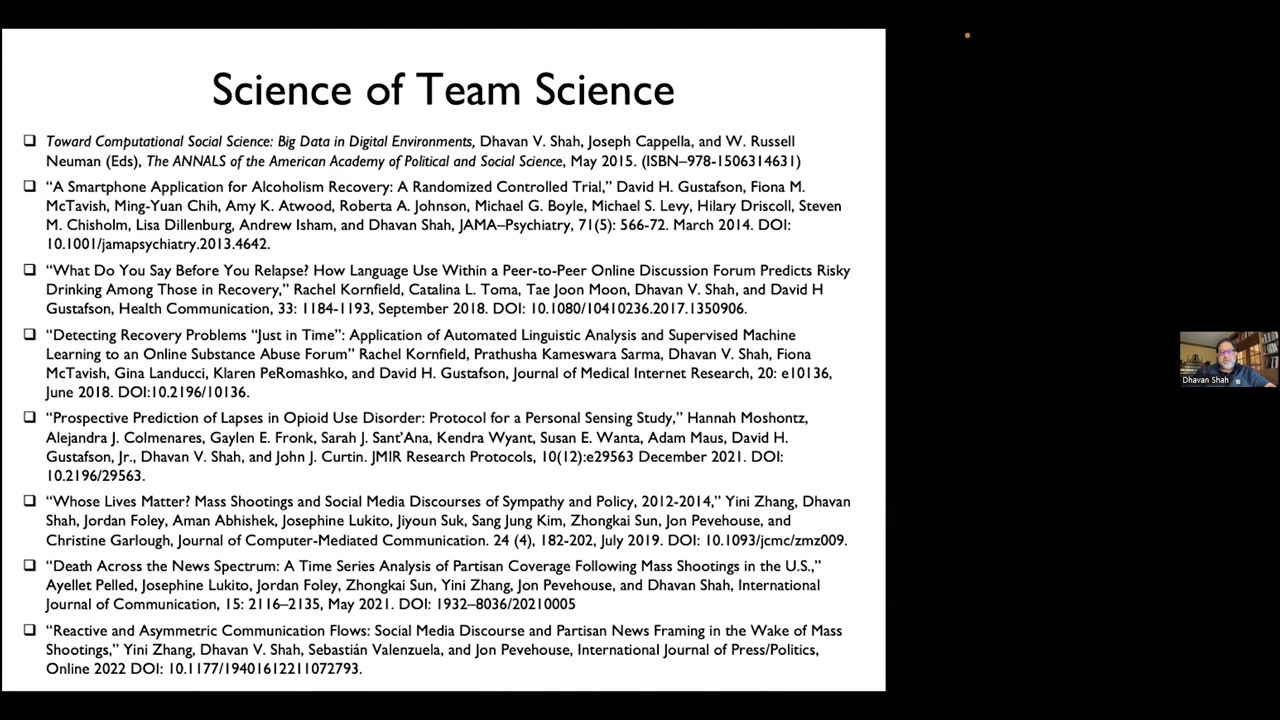 Science of Team Science
❑ Toward Computational Social Science: Big Data in Digital Environments, Dhavan V. Shah, Joseph Cappella, and W. Russell
Neuman (Eds), The ANNALS of the American Academy of Political and Social Science, May 2015. (ISBN–978-1506314631)
❑ “A Smartphone Application for Alcoholism Recovery: A Randomized Controlled Trial,” David H. Gustafson, Fiona M.
McTavish, Ming-Yuan Chih, Amy K. Atwood, Roberta A. Johnson, Michael G. Boyle, Michael S. Levy, Hilary Driscoll, Steven
M. Chisholm, Lisa Dillenburg, Andrew Isham, and Dhavan Shah, JAMA–Psychiatry, 71(5): 566-72. March 2014. DOI:
10.1001/jamapsychiatry.2013.4642.
❑ “What Do You Say Before You Relapse? How Language Use Within a Peer-to-Peer Online Discussion Forum Predicts Risky
Drinking Among Those in Recovery,” Rachel Kornfield, Catalina L. Toma, Tae Joon Moon, Dhavan V. Shah, and David H
Gustafson, Health Communication, 33: 1184-1193, September 2018. DOI: 10.1080/10410236.2017.1350906.
❑ “Detecting Recovery Problems “Just in Time”: Application of Automated Linguistic Analysis and Supervised Machine
Learning to an Online Substance Abuse Forum” Rachel Kornfield, Prathusha Kameswara Sarma, Dhavan V. Shah, Fiona
McTavish, Gina Landucci, Klaren PeRomashko, and David H. Gustafson, Journal of Medical Internet Research, 20: e10136,
June 2018. DOI:10.2196/10136.
❑ “Prospective Prediction of Lapses in Opioid Use Disorder: Protocol for a Personal Sensing Study,” Hannah Moshontz,
Alejandra J. Colmenares, Gaylen E. Fronk, Sarah J. Sant’Ana, Kendra Wyant, Susan E. Wanta, Adam Maus, David H.
Gustafson, Jr., Dhavan V. Shah, and John J. Curtin. JMIR Research Protocols, 10(12):e29563 December 2021. DOI:
10.2196/29563.
❑ “Whose Lives Matter? Mass Shootings and Social Media Discourses of Sympathy and Policy, 2012-2014,” Yini Zhang, Dhavan
Shah, Jordan Foley, Aman Abhishek, Josephine Lukito, Jiyoun Suk, Sang Jung Kim, Zhongkai Sun, Jon Pevehouse, and
Christine Garlough, Journal of Computer-Mediated Communication. 24 (4), 182-202, July 2019. DOI: 10.1093/jcmc/zmz009.
❑ “Death Across the News Spectrum: A Time Series Analysis of Partisan Coverage Following Mass Shootings in the U.S.,”
Ayellet Pelled, Josephine Lukito, Jordan Foley, Zhongkai Sun, Yini Zhang, Jon Pevehouse, and Dhavan Shah, International
Journal of Communication, 15: 2116–2135, May 2021. DOI: 1932–8036/20210005
❑ “Reactive and Asymmetric Communication Flows: Social Media Discourse and Partisan News Framing in the Wake of Mass
Shootings,” Yini Zhang, Dhavan V. Shah, Sebastián Valenzuela, and Jon Pevehouse, International Journal of Press/Politics,
Online 2022 DOI: 10.1177/19401612211072793.
Dhavan Shah